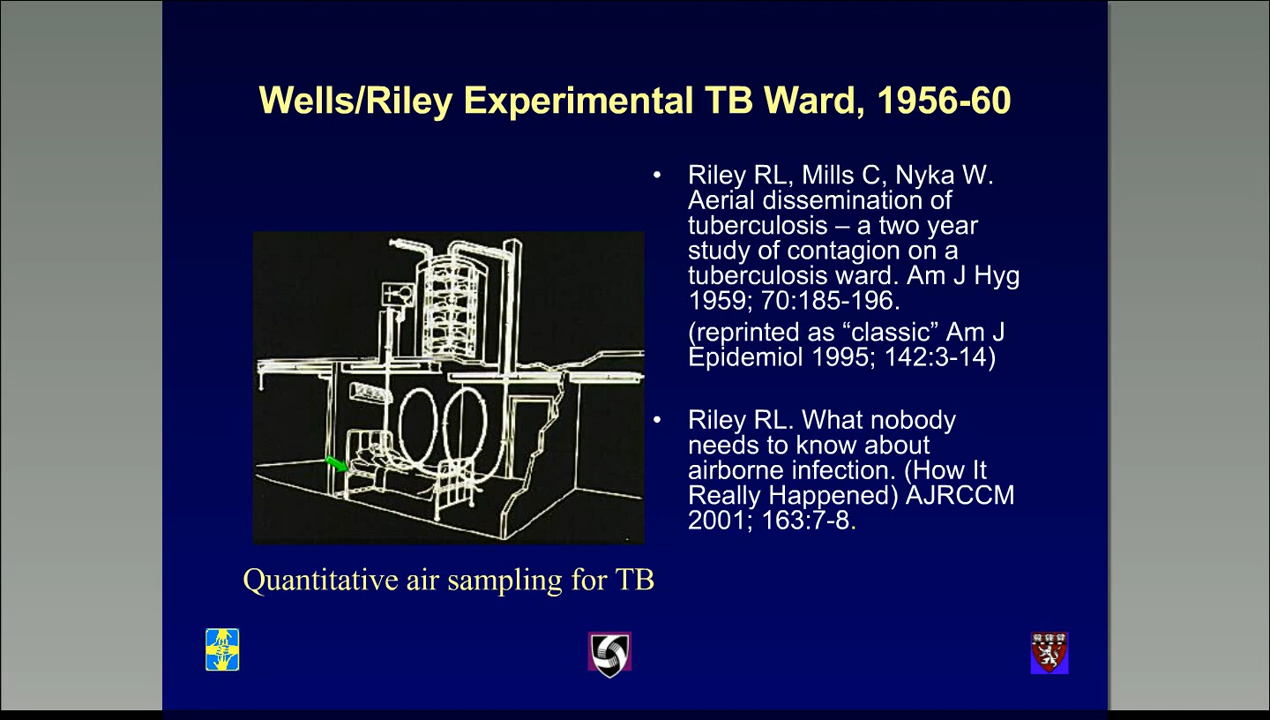 Wells/Riley Experimental TB Ward, 1956-60
• Riley RL, Mills C, Nyka W.
Aerial dissemination of
tuberculosis – a two year
study of contagion on a
tuberculosis ward. Am J Hyg
1959; 70:185-196.
(reprinted as “classic” Am J
Epidemiol 1995; 142:3-14)
• Riley RL. What nobody
needs to know about
airborne infection. (How It
Really Happened) AJRCCM
2001; 163:7-8.
Quantitative air sampling for TB